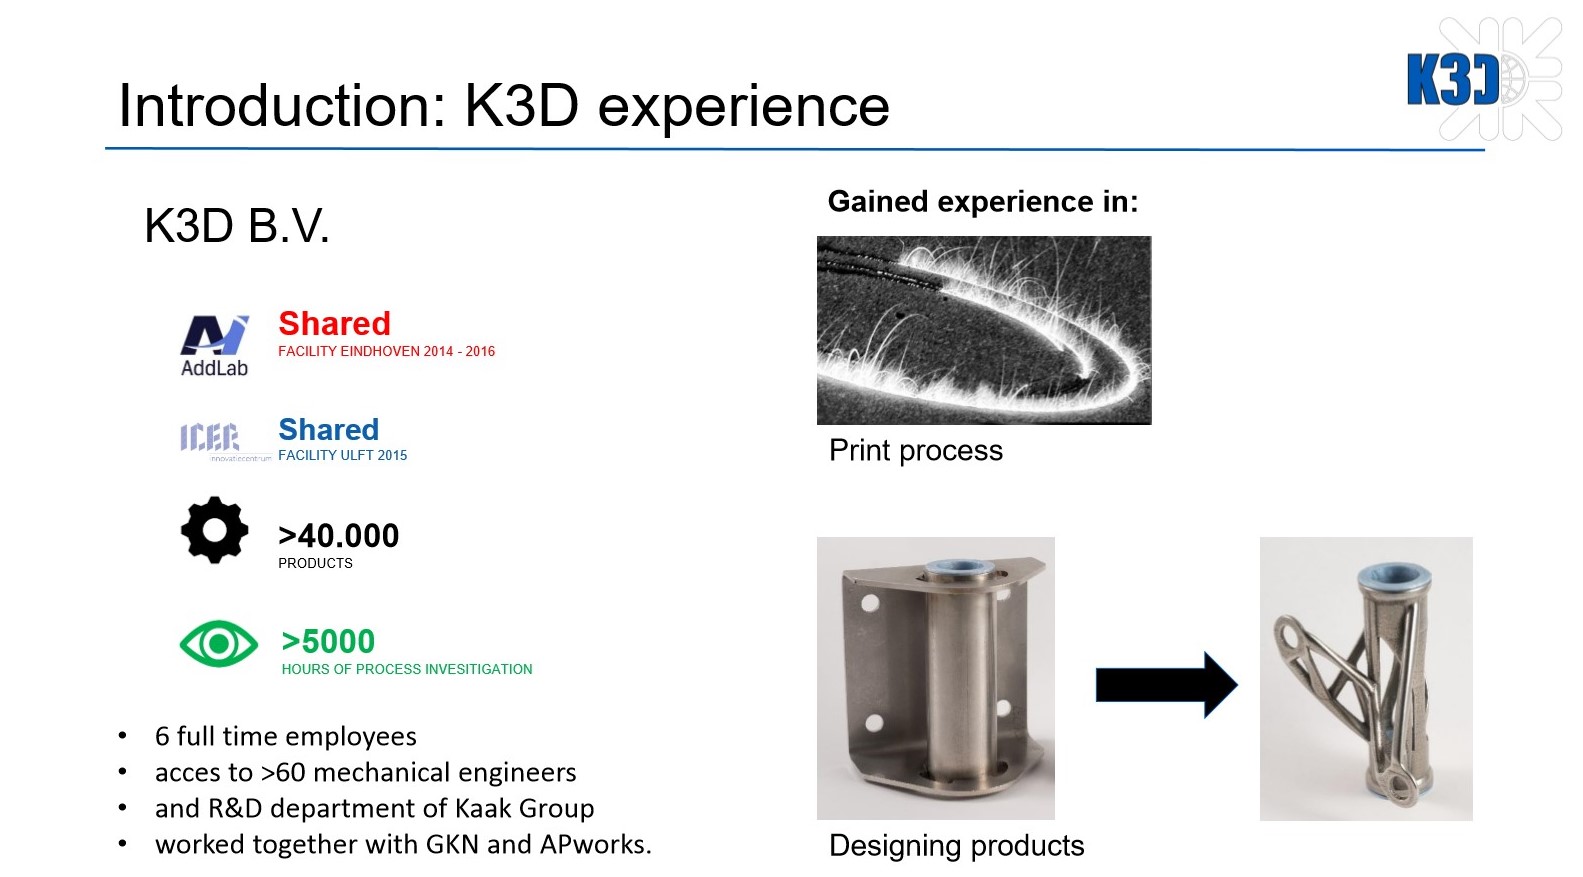 Introduction: K3D experience
K3D
K3D B.V.
AddLab
Shared
FACILITY EINDHOVEN 2014 - 2016
ICER
innovatiecentrum
Shared
FACILITY ULFT 2015
>40.000
PRODUCTS
>5000
HOURS OF PROCESS INVESITIGATION
• 6 full time employees
• acces to >60 mechanical engineers
• and R&D department of Kaak Group
• worked together with GKN and APworks.
Gained experience in:
Print process
Designing products